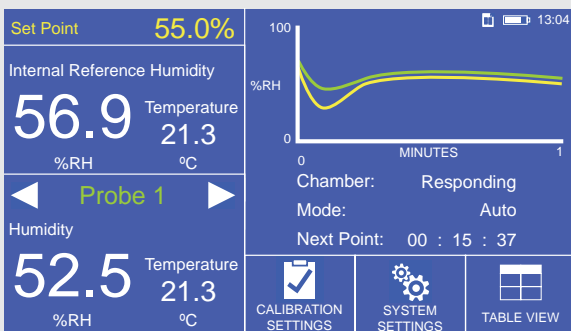 Set Point 55.0%
Internal Reference Humidity
56.9
Temperature
21.3
%RH
ºC
Probe 1
Humidity
52.5
Temperature
21.3
%RH
ºC
13:04
100
%RH
0
0
MINUTES
1
Chamber: Responding
Mode: Auto
Next Point: 00 : 15 : 37
CALIBRATION
SETTINGS
SYSTEM
SETTINGS
TABLE VIEW